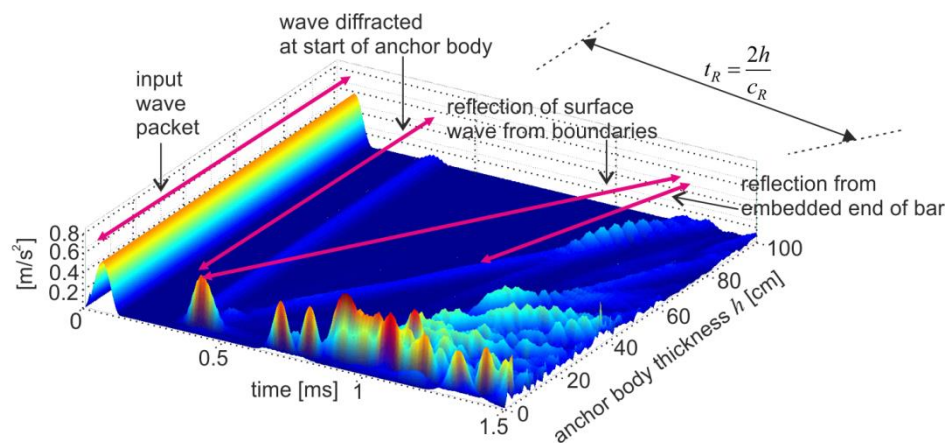 wave diffracted
at start of anchor body
input
wave
packet
reflection of surface
wave from boundaries
t_R = 2h / c_R
reflection from
embedded end of bar
[m/s²]
0.8
0.6
0.4
0.2
0
0.5
1
1.5
time [ms]
0
20
40
60
80
100
anchor body thickness h [cm]